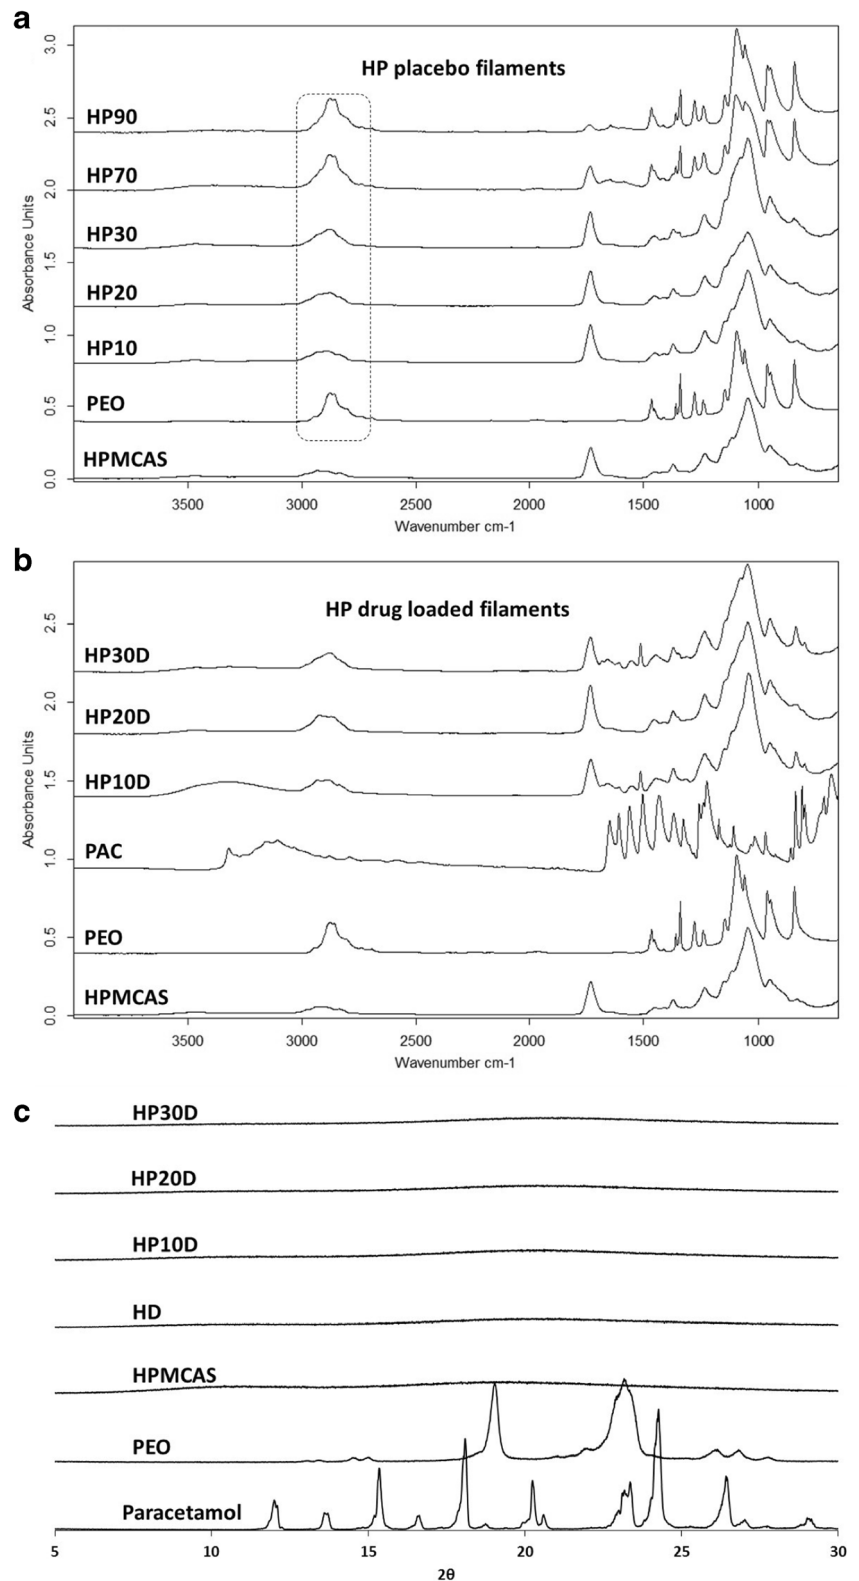 a
HP placebo filaments
3.0
2.5
2.0
1.5
1.0
0.5
0.0
Absorbance Units
HP90
HP70
HP30
HP20
HP10
PEO
HPMCAS
3500 3000 2500 2000 1500 1000
Wavenumber cm-1
b
HP drug loaded filaments
2.5
2.0
1.5
1.0
0.5
0.0
Absorbance Units
HP30D
HP20D
HP10D
PAC
PEO
HPMCAS
3500 3000 2500 2000 1500 1000
Wavenumber cm-1
c
HP30D
HP20D
HP10D
HD
HPMCAS
PEO
Paracetamol
5 10 15 20 25 30
2θ